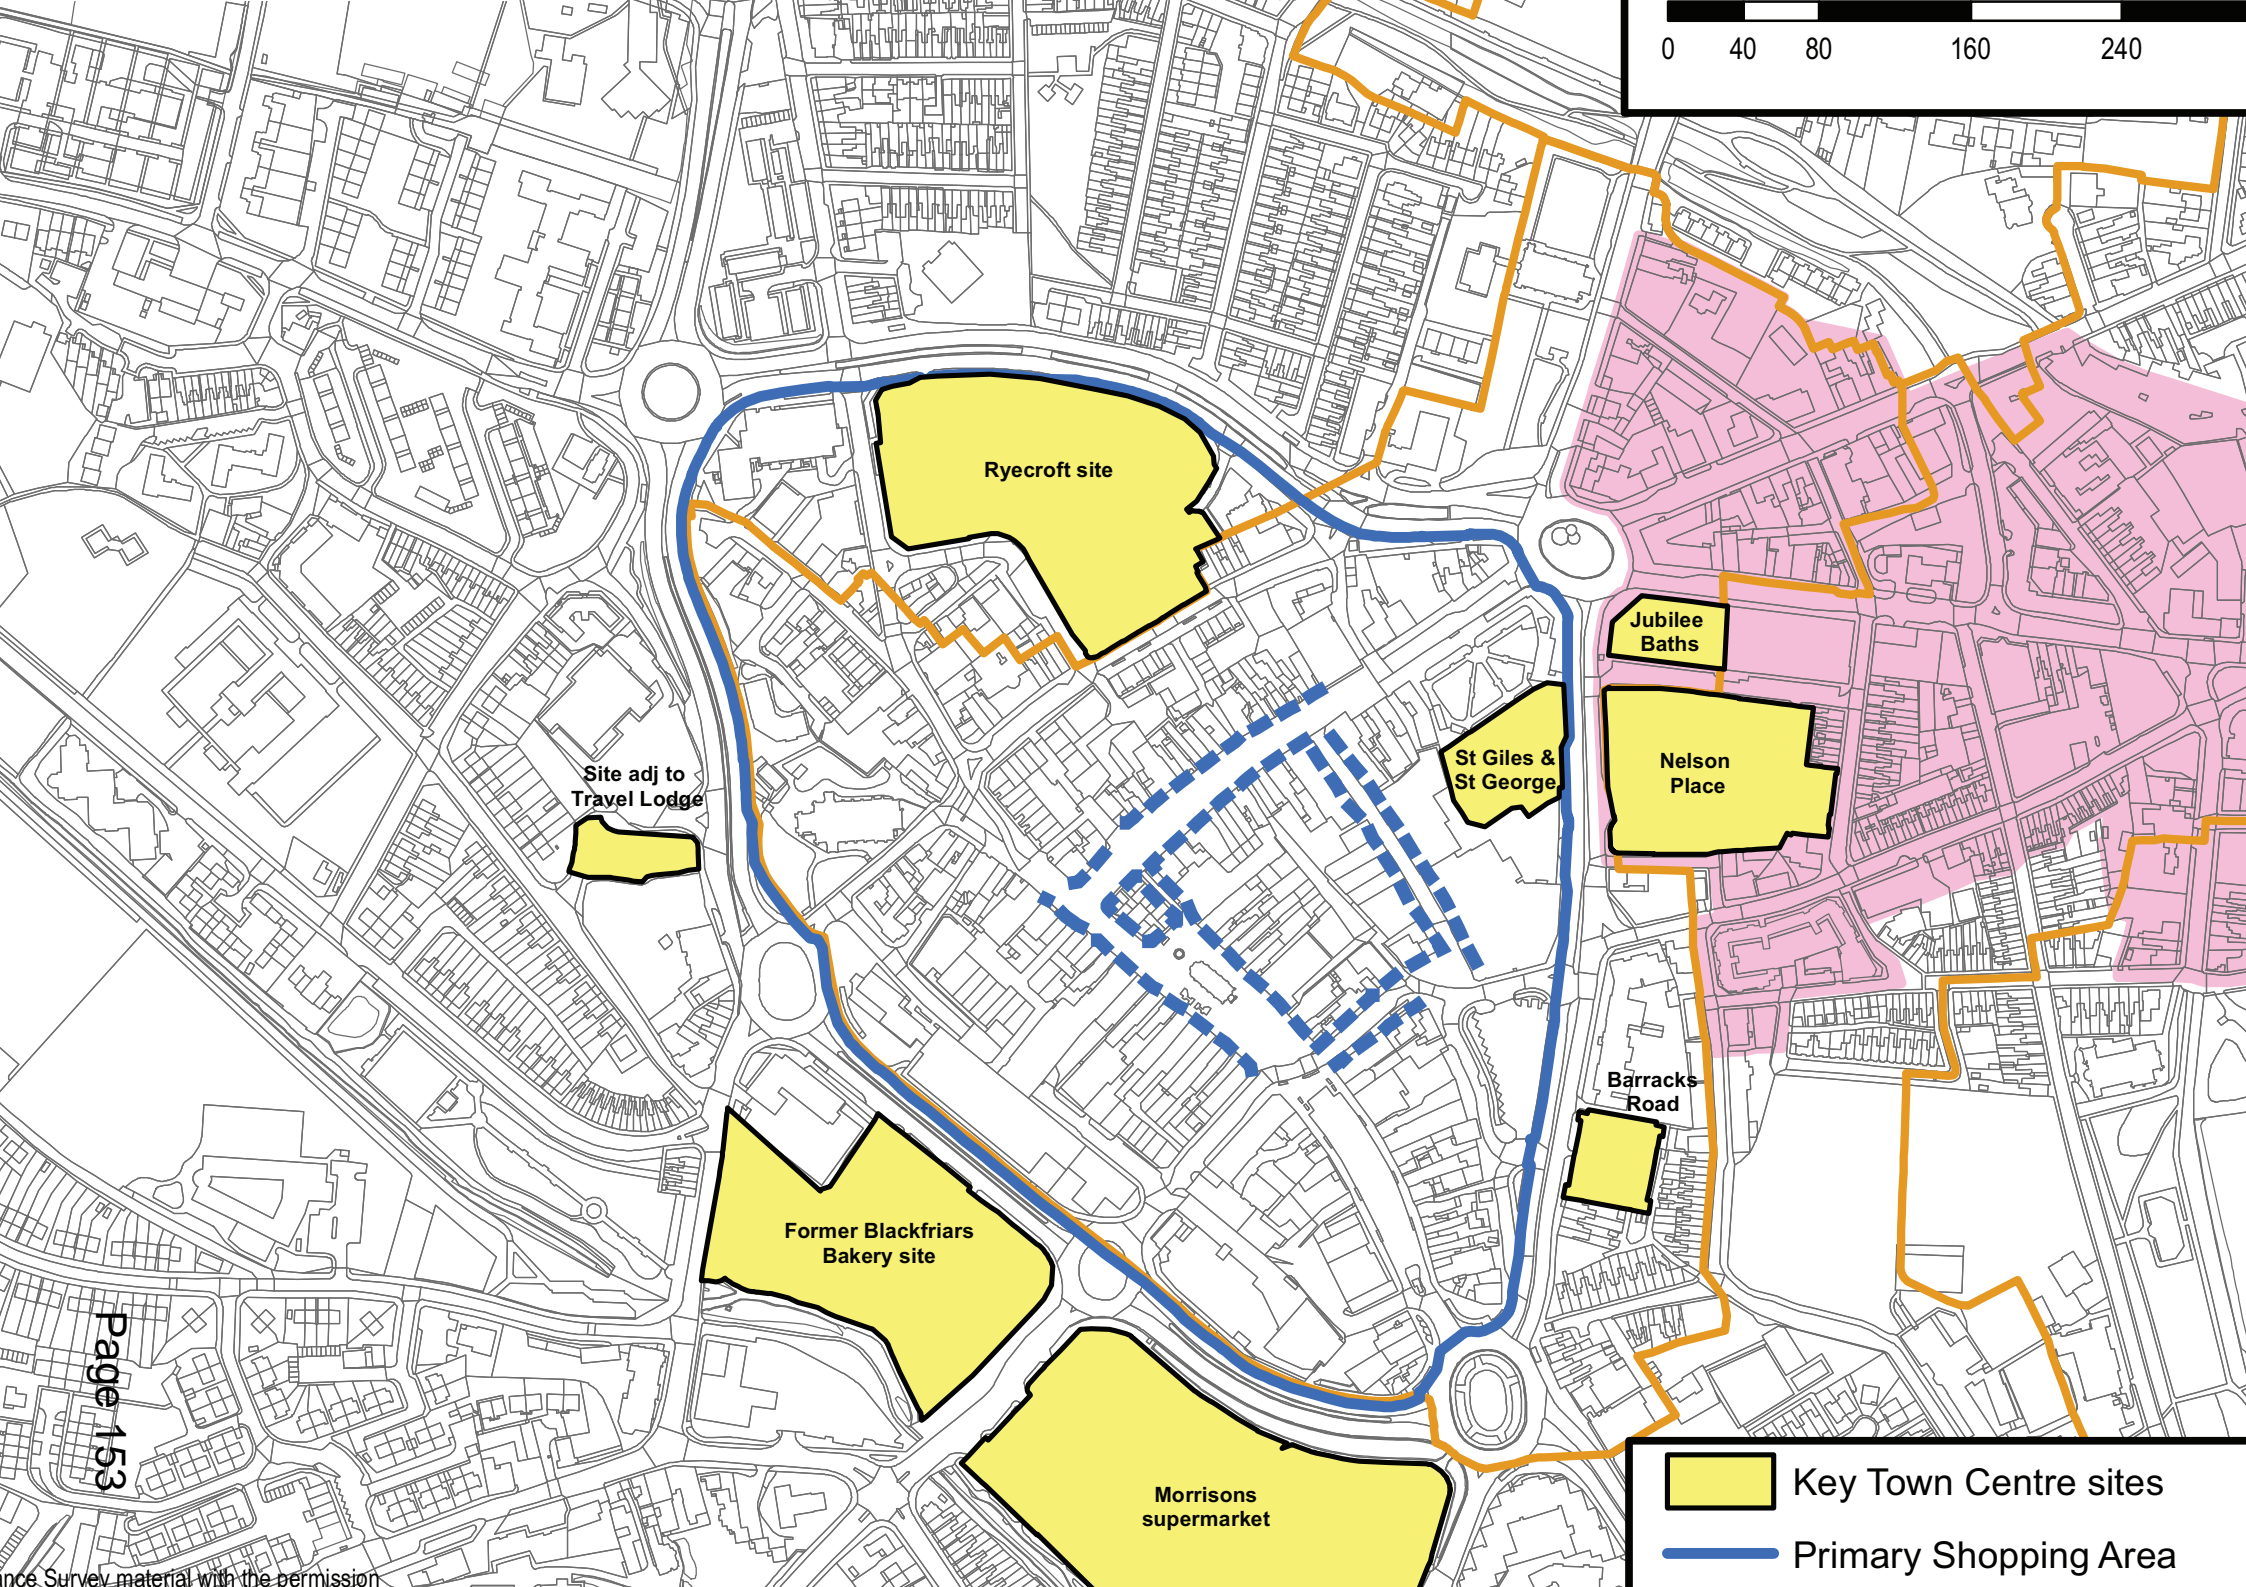 0 40 80 160 240
Ryecroft site
Jubilee
Baths
St Giles &
St George
Nelson
Place
Site adj to
Travel Lodge
Barracks
Road
Former Blackfriars
Bakery site
Morrisons
supermarket
Page 153
Key Town Centre sites
Primary Shopping Area
Survey material with the permission